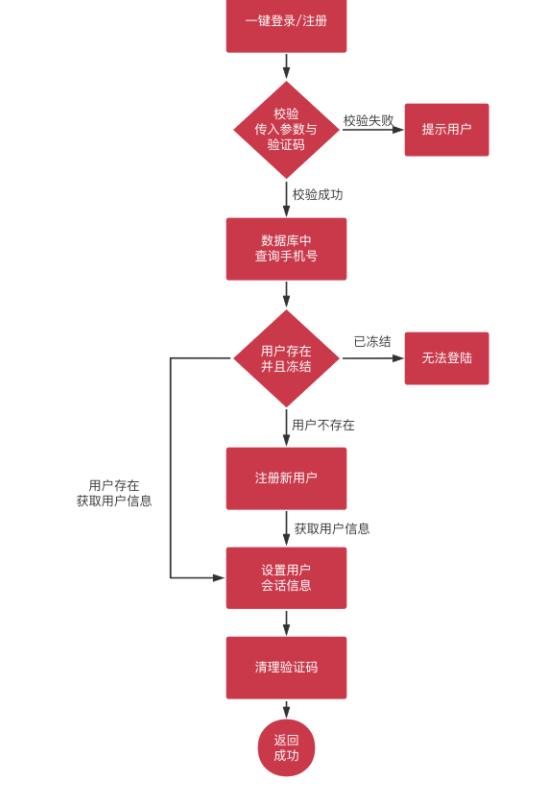 一键登录/注册
校验
传入参数与
验证码
校验失败
提示用户
校验成功
数据库中
查询手机号
用户存在
并且冻结
已冻结
无法登陆
用户不存在
注册新用户
用户存在
获取用户信息
获取用户信息
设置用户
会话信息
清理验证码
返回
成功